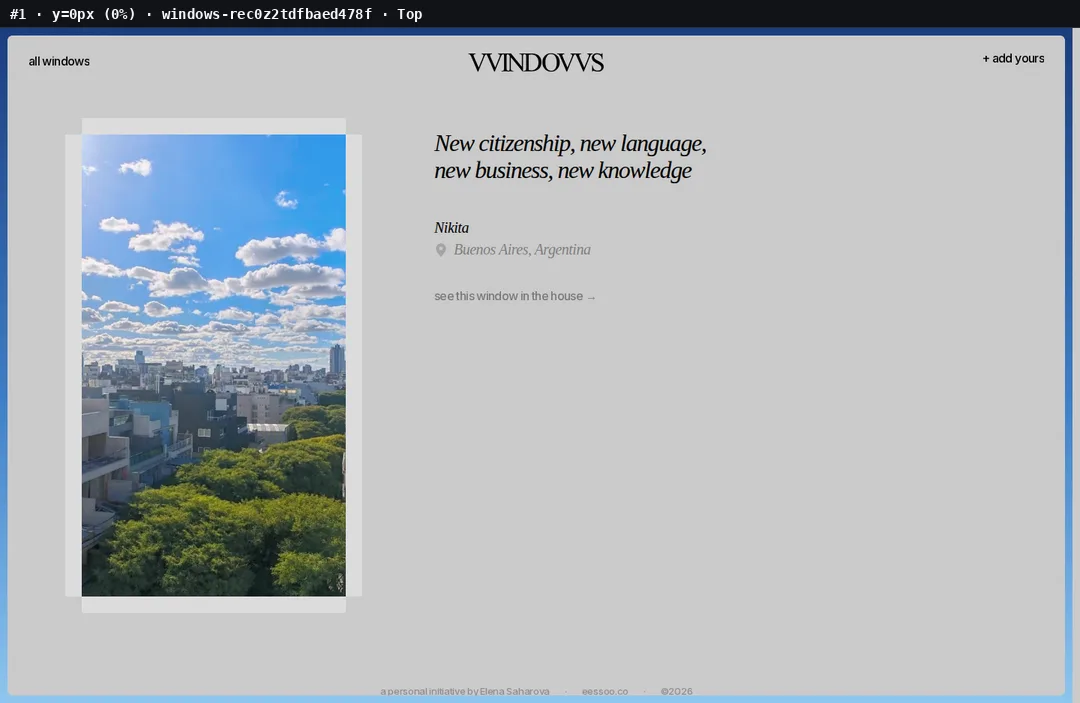 #1 · y=0px (0%) · windows-rec0z2tdfbaed478f · Top
all windows
VVINDOVVS
+ add yours
New citizenship, new language,
new business, new knowledge
Nikita
Buenos Aires, Argentina
see this window in the house →
a personal initiative by Elena Saharova · eessoo.co · ©2026